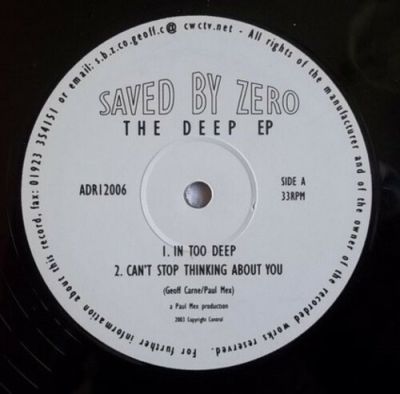 SAVED BY ZERO
THE DEEP EP
ADR12006
SIDE A
33RPM
1. IN TOO DEEP
2. CAN'T STOP THINKING ABOUT YOU
(Geoff Carne/Paul Mex)
a Paul Mex production
2003 Copyright Control
All rights of the manufacturer and of the owner of the recorded works reserved. For further information about this record, fax: 01923 354151 or email: s.b.z.co.geoff.c@ cwctv.net -